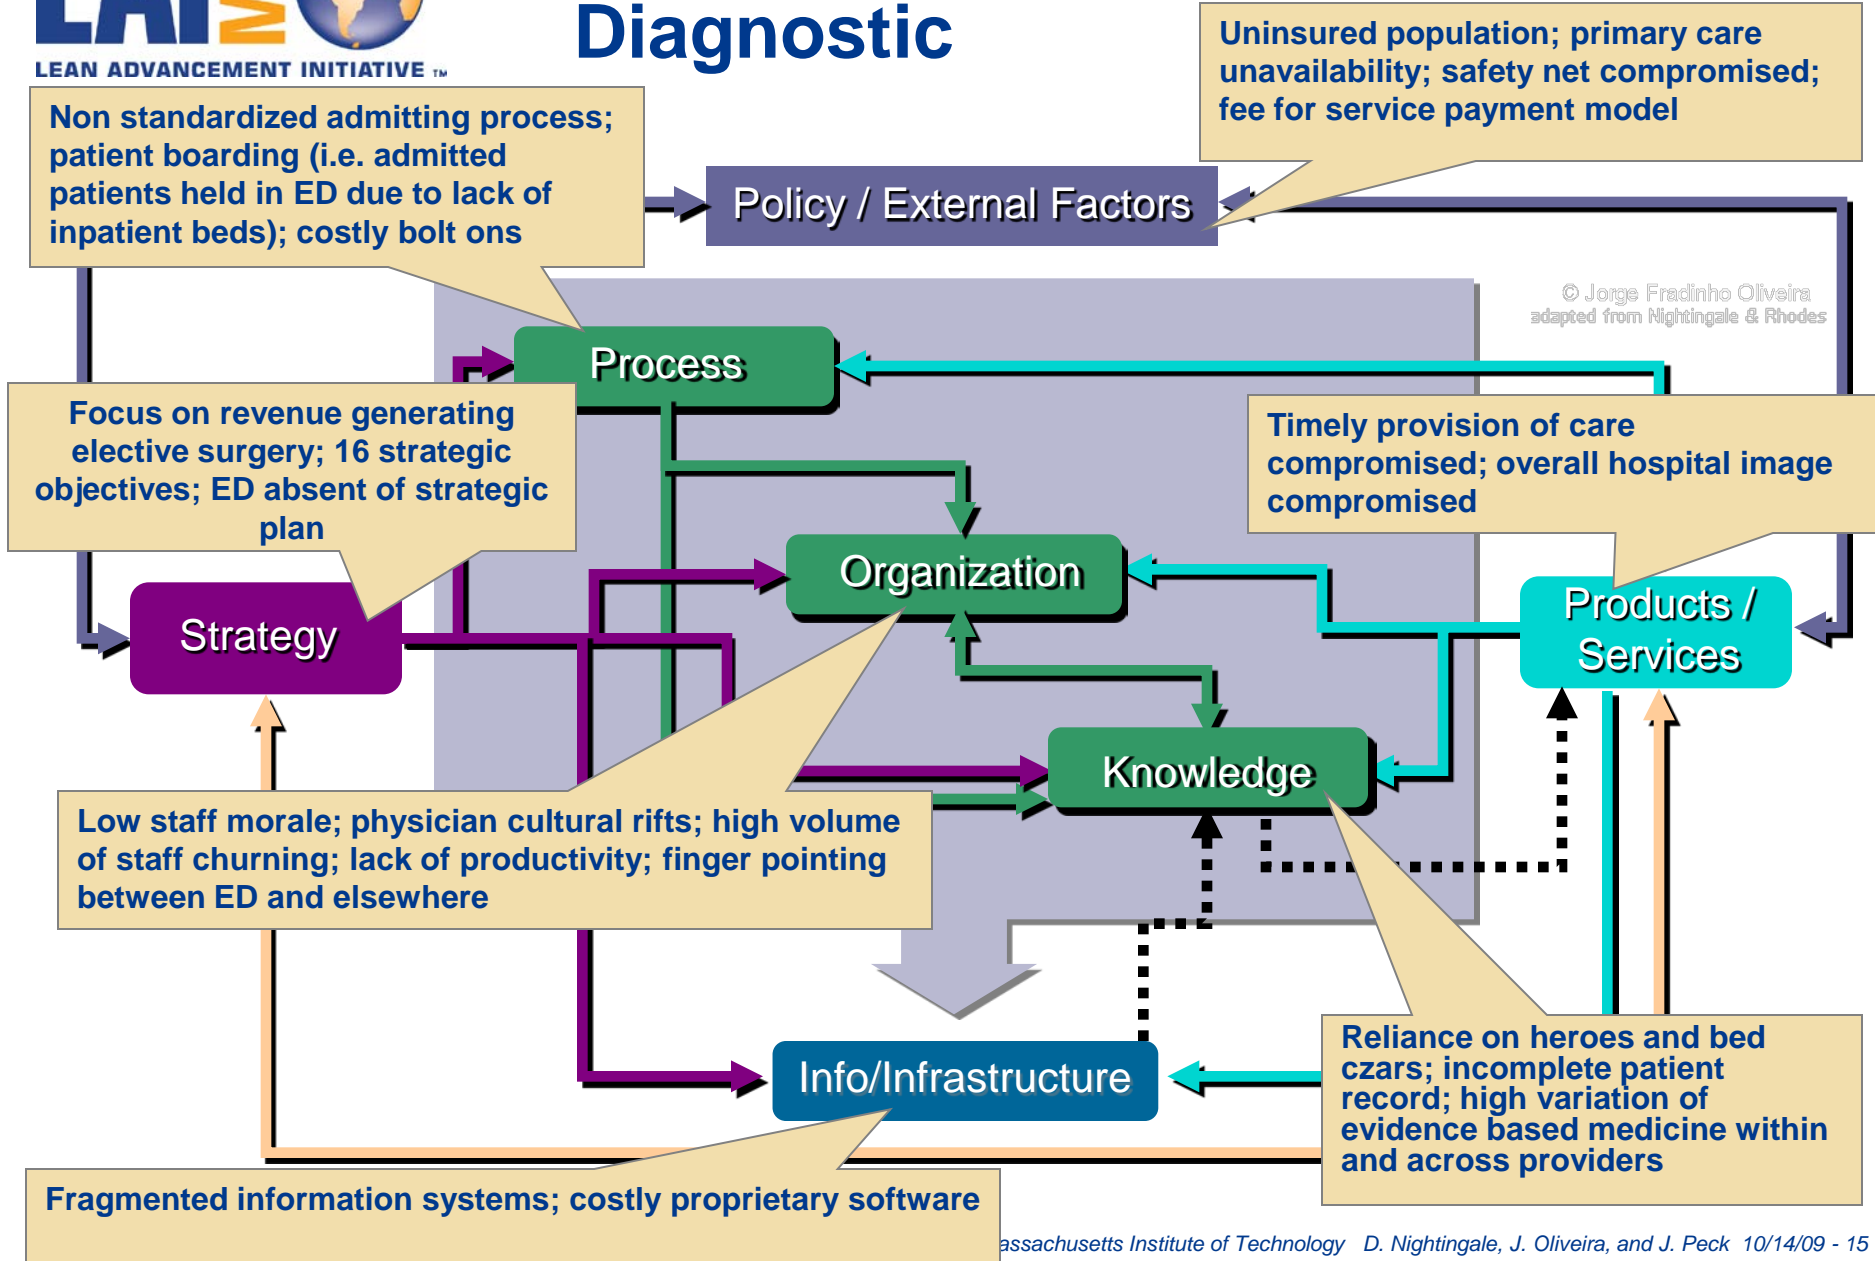 LAI
LEAN ADVANCEMENT INITIATIVE TM
Diagnostic
Uninsured population; primary care
unavailability; safety net compromised;
fee for service payment model
Non standardized admitting process;
patient boarding (i.e. admitted
patients held in ED due to lack of
inpatient beds); costly bolt ons
Policy / External Factors
© Jorge Fradinho Oliveira
adapted from Nightingale & Rhodes
Process
Focus on revenue generating
elective surgery; 16 strategic
objectives; ED absent of strategic
plan
Timely provision of care
compromised; overall hospital image
compromised
Organization
Strategy
Products /
Services
Knowledge
Low staff morale; physician cultural rifts; high volume
of staff churning; lack of productivity; finger pointing
between ED and elsewhere
Info/Infrastructure
Reliance on heroes and bed
czars; incomplete patient
record; high variation of
evidence based medicine within
and across providers
Fragmented information systems; costly proprietary software
assachusetts Institute of Technology D. Nightingale, J. Oliveira, and J. Peck 10/14/09 - 15